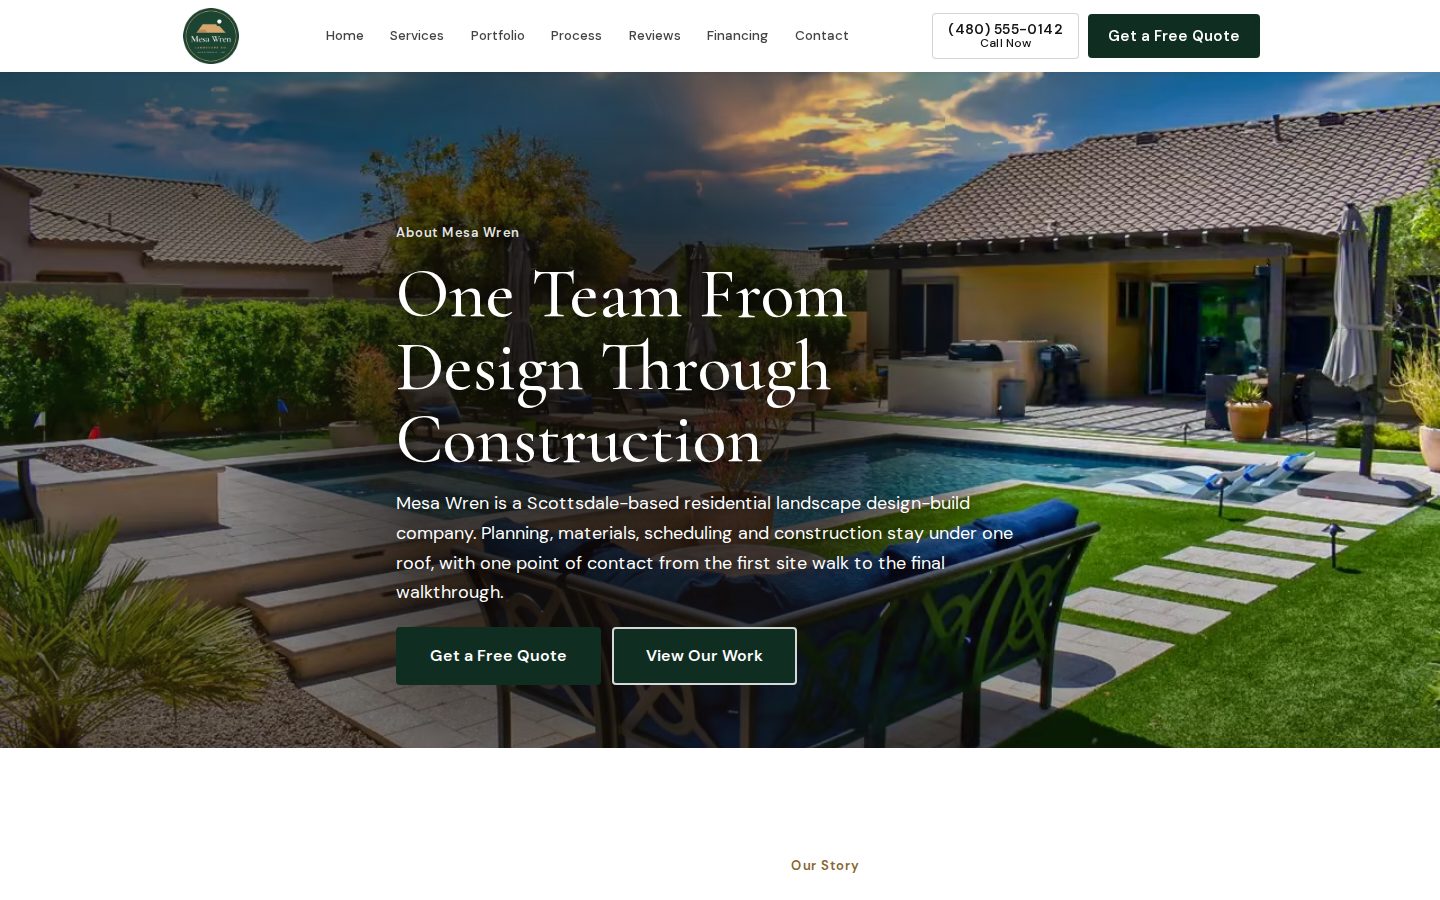 Mesa Wren
Home
Services
Portfolio
Process
Reviews
Financing
Contact
(480) 555-0142
Call Now
Get a Free Quote
About Mesa Wren
One Team From
Design Through
Construction
Mesa Wren is a Scottsdale-based residential landscape design-build
company. Planning, materials, scheduling and construction stay under one
roof, with one point of contact from the first site walk to the final
walkthrough.
Get a Free Quote
View Our Work
Our Story